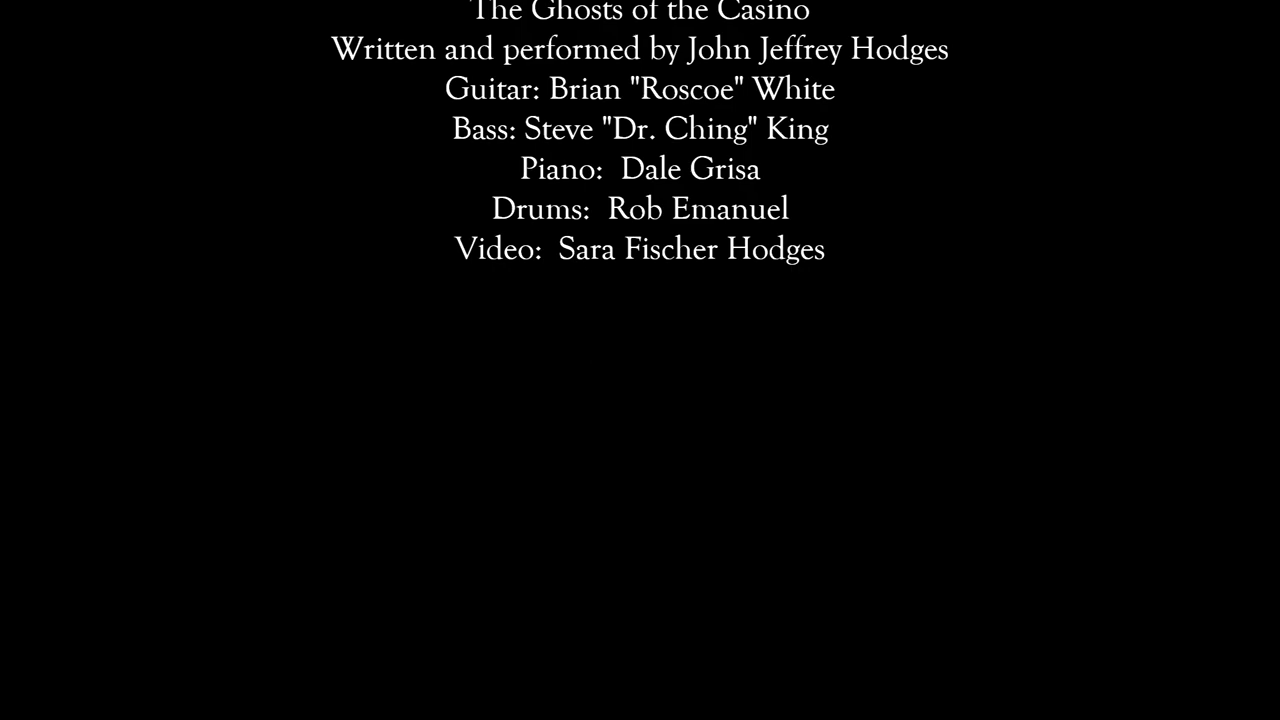 The Ghosts of the Casino
Written and performed by John Jeffrey Hodges
Guitar: Brian "Roscoe" White
Bass: Steve "Dr. Ching" King
Piano:  Dale Grisa
Drums:  Rob Emanuel
Video:  Sara Fischer Hodges